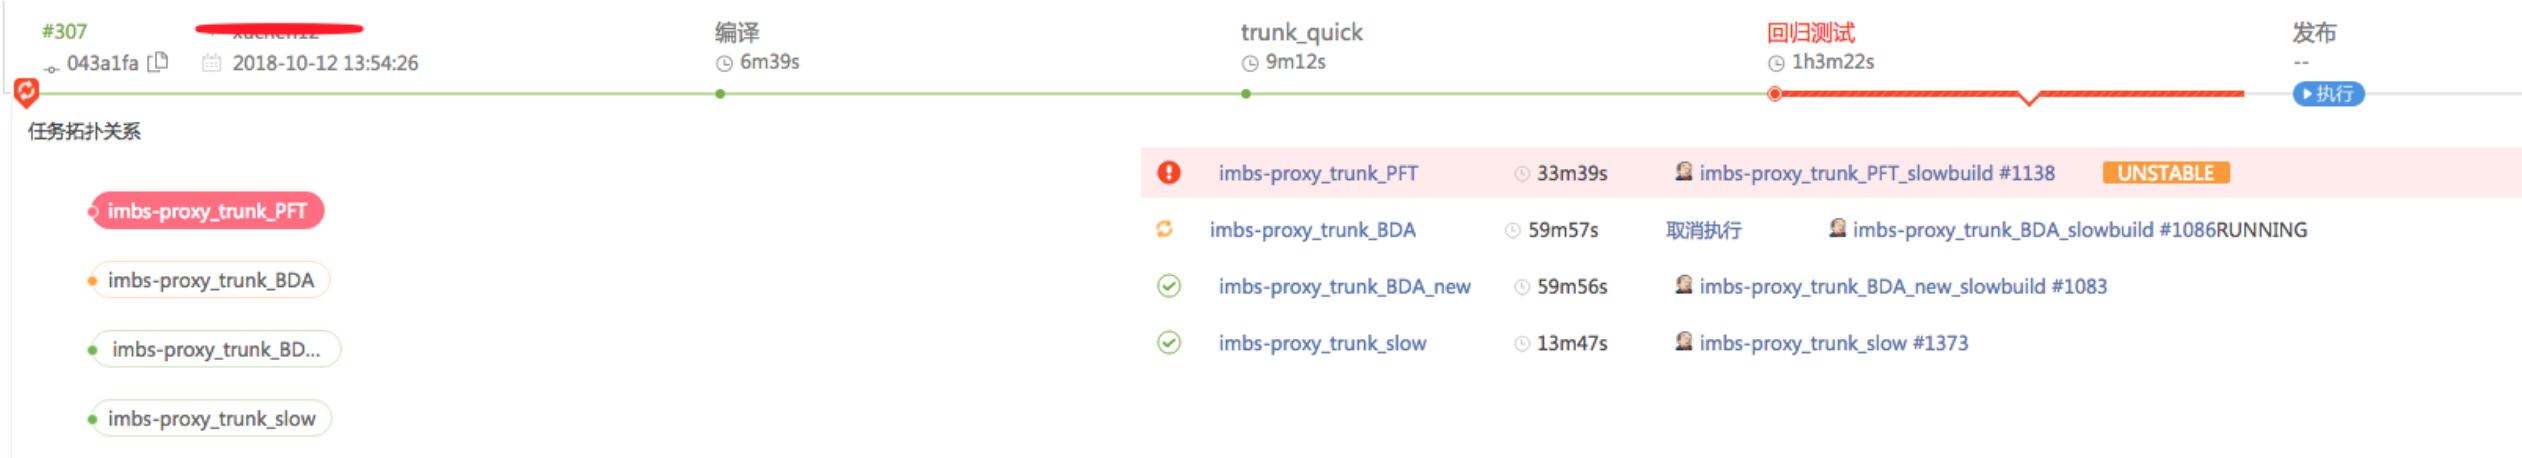 #307 编译 trunk_quick 回归测试 发布
043a1fa 2018-10-12 13:54:26 6m39s 9m12s 1h3m22s --
执行
任务拓扑关系
imbs-proxy_trunk_PFT 33m39s imbs-proxy_trunk_PFT_slowbuild #1138 UNSTABLE
imbs-proxy_trunk_PFT
imbs-proxy_trunk_BDA 59m57s 取消执行 imbs-proxy_trunk_BDA_slowbuild #1086RUNNING
imbs-proxy_trunk_BDA
imbs-proxy_trunk_BDA_new 59m56s imbs-proxy_trunk_BDA_new_slowbuild #1083
imbs-proxy_trunk_BD...
imbs-proxy_trunk_slow 13m47s imbs-proxy_trunk_slow #1373
imbs-proxy_trunk_slow